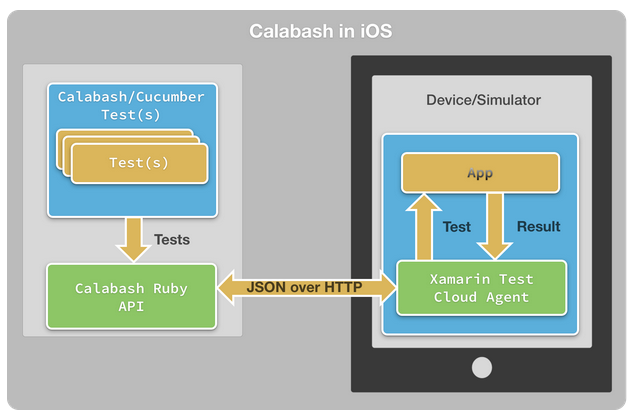 Calabash in iOS
Calabash/Cucumber
Test(s)
Test(s)
Tests
Calabash Ruby
API
JSON over HTTP
Device/Simulator
App
Test
Result
Xamarin Test
Cloud Agent